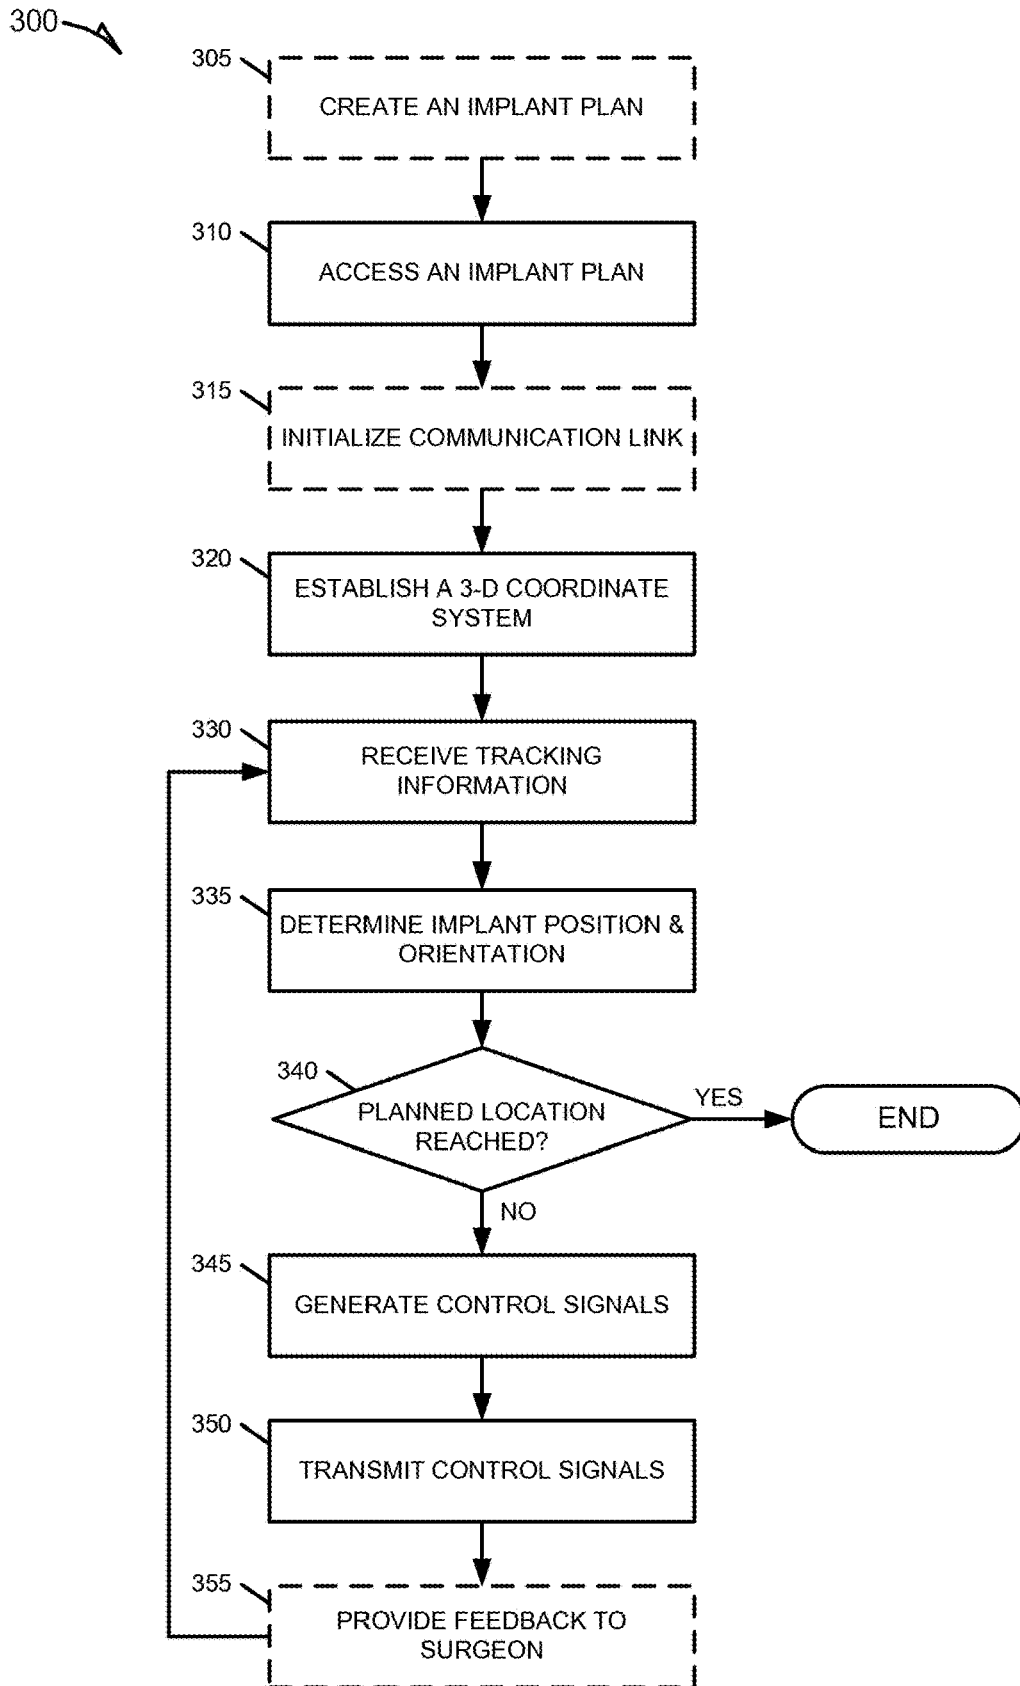 300
305
CREATE AN IMPLANT PLAN
310
ACCESS AN IMPLANT PLAN
315
INITIALIZE COMMUNICATION LINK
320
ESTABLISH A 3-D COORDINATE
SYSTEM
330
RECEIVE TRACKING
INFORMATION
335
DETERMINE IMPLANT POSITION &
ORIENTATION
340
PLANNED LOCATION
REACHED?
YES
END
NO
345
GENERATE CONTROL SIGNALS
350
TRANSMIT CONTROL SIGNALS
355
PROVIDE FEEDBACK TO
SURGEON